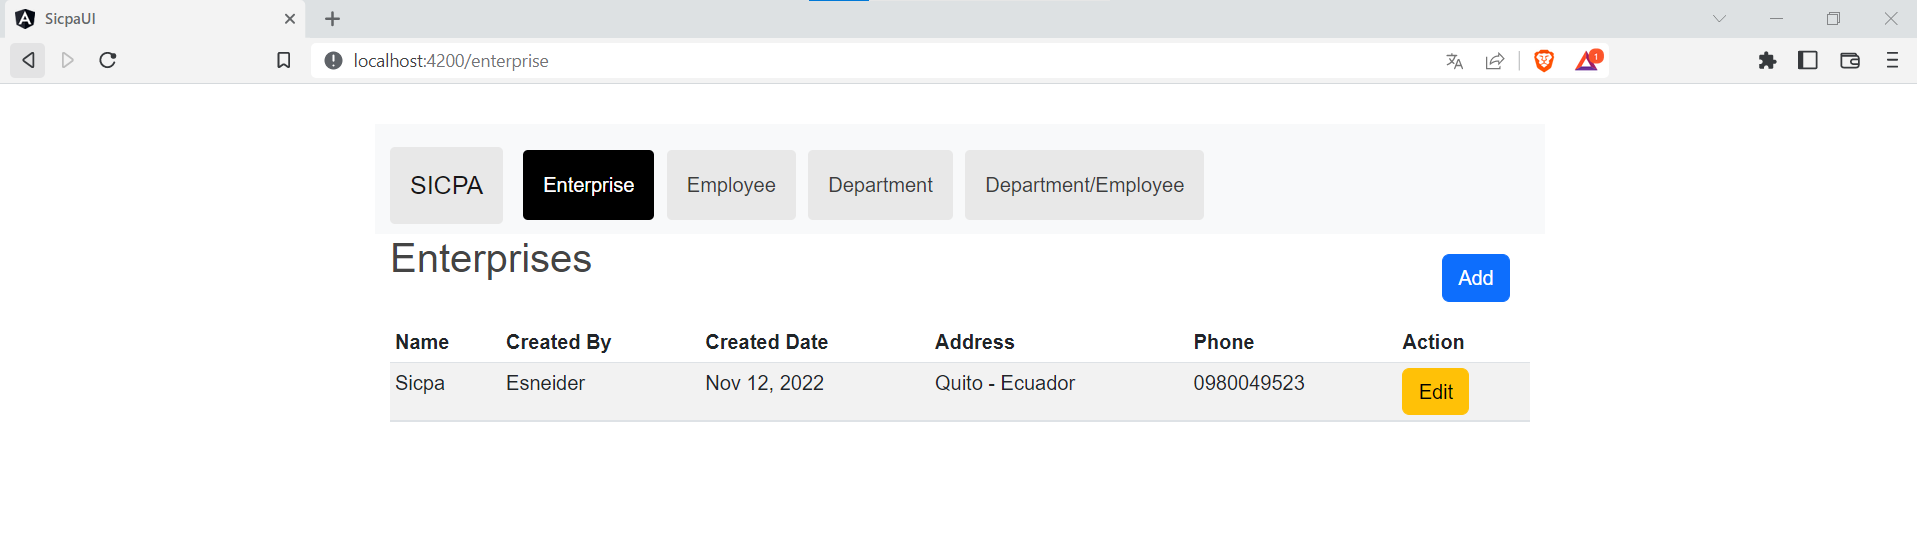 SicpaUI
localhost:4200/enterprise
1
SICPA Enterprise Employee Department Department/Employee
Enterprises
Add
Name Created By Created Date Address Phone Action
Sicpa Esneider Nov 12, 2022 Quito - Ecuador 0980049523 Edit